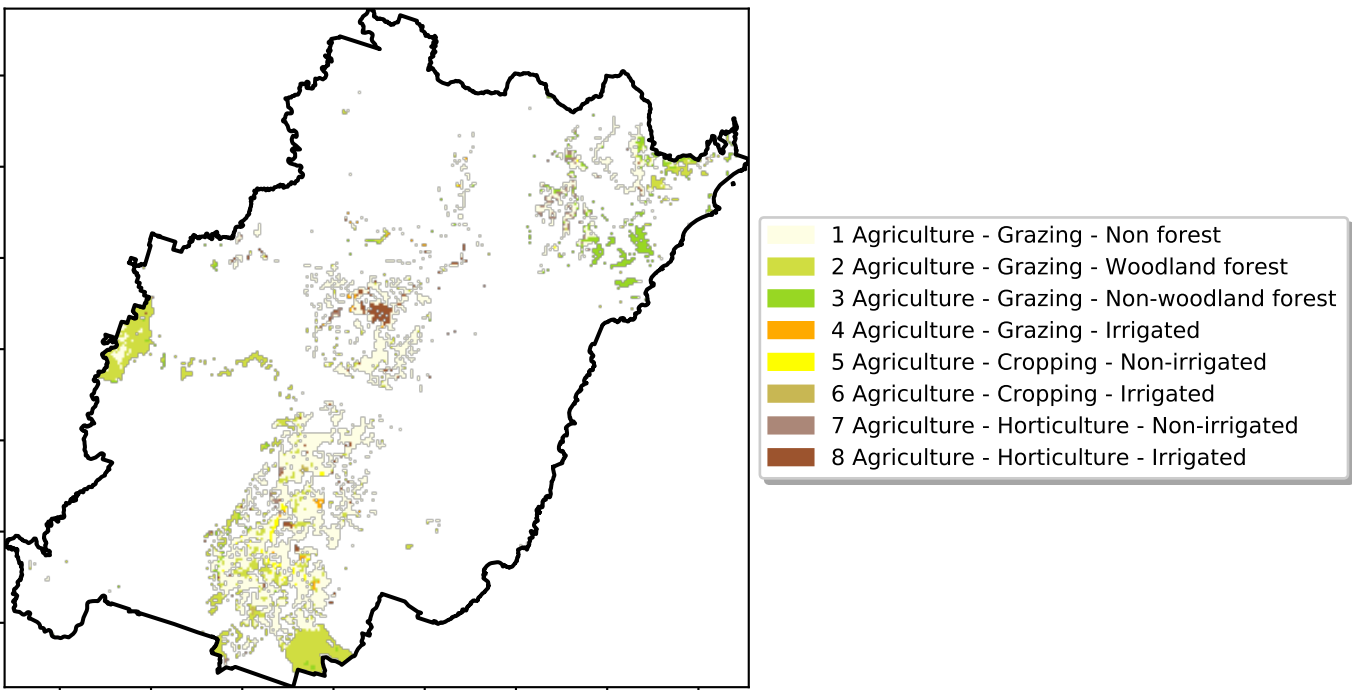 1 Agriculture - Grazing - Non forest
2 Agriculture - Grazing - Woodland forest
3 Agriculture - Grazing - Non-woodland forest
4 Agriculture - Grazing - Irrigated
5 Agriculture - Cropping - Non-irrigated
6 Agriculture - Cropping - Irrigated
7 Agriculture - Horticulture - Non-irrigated
8 Agriculture - Horticulture - Irrigated